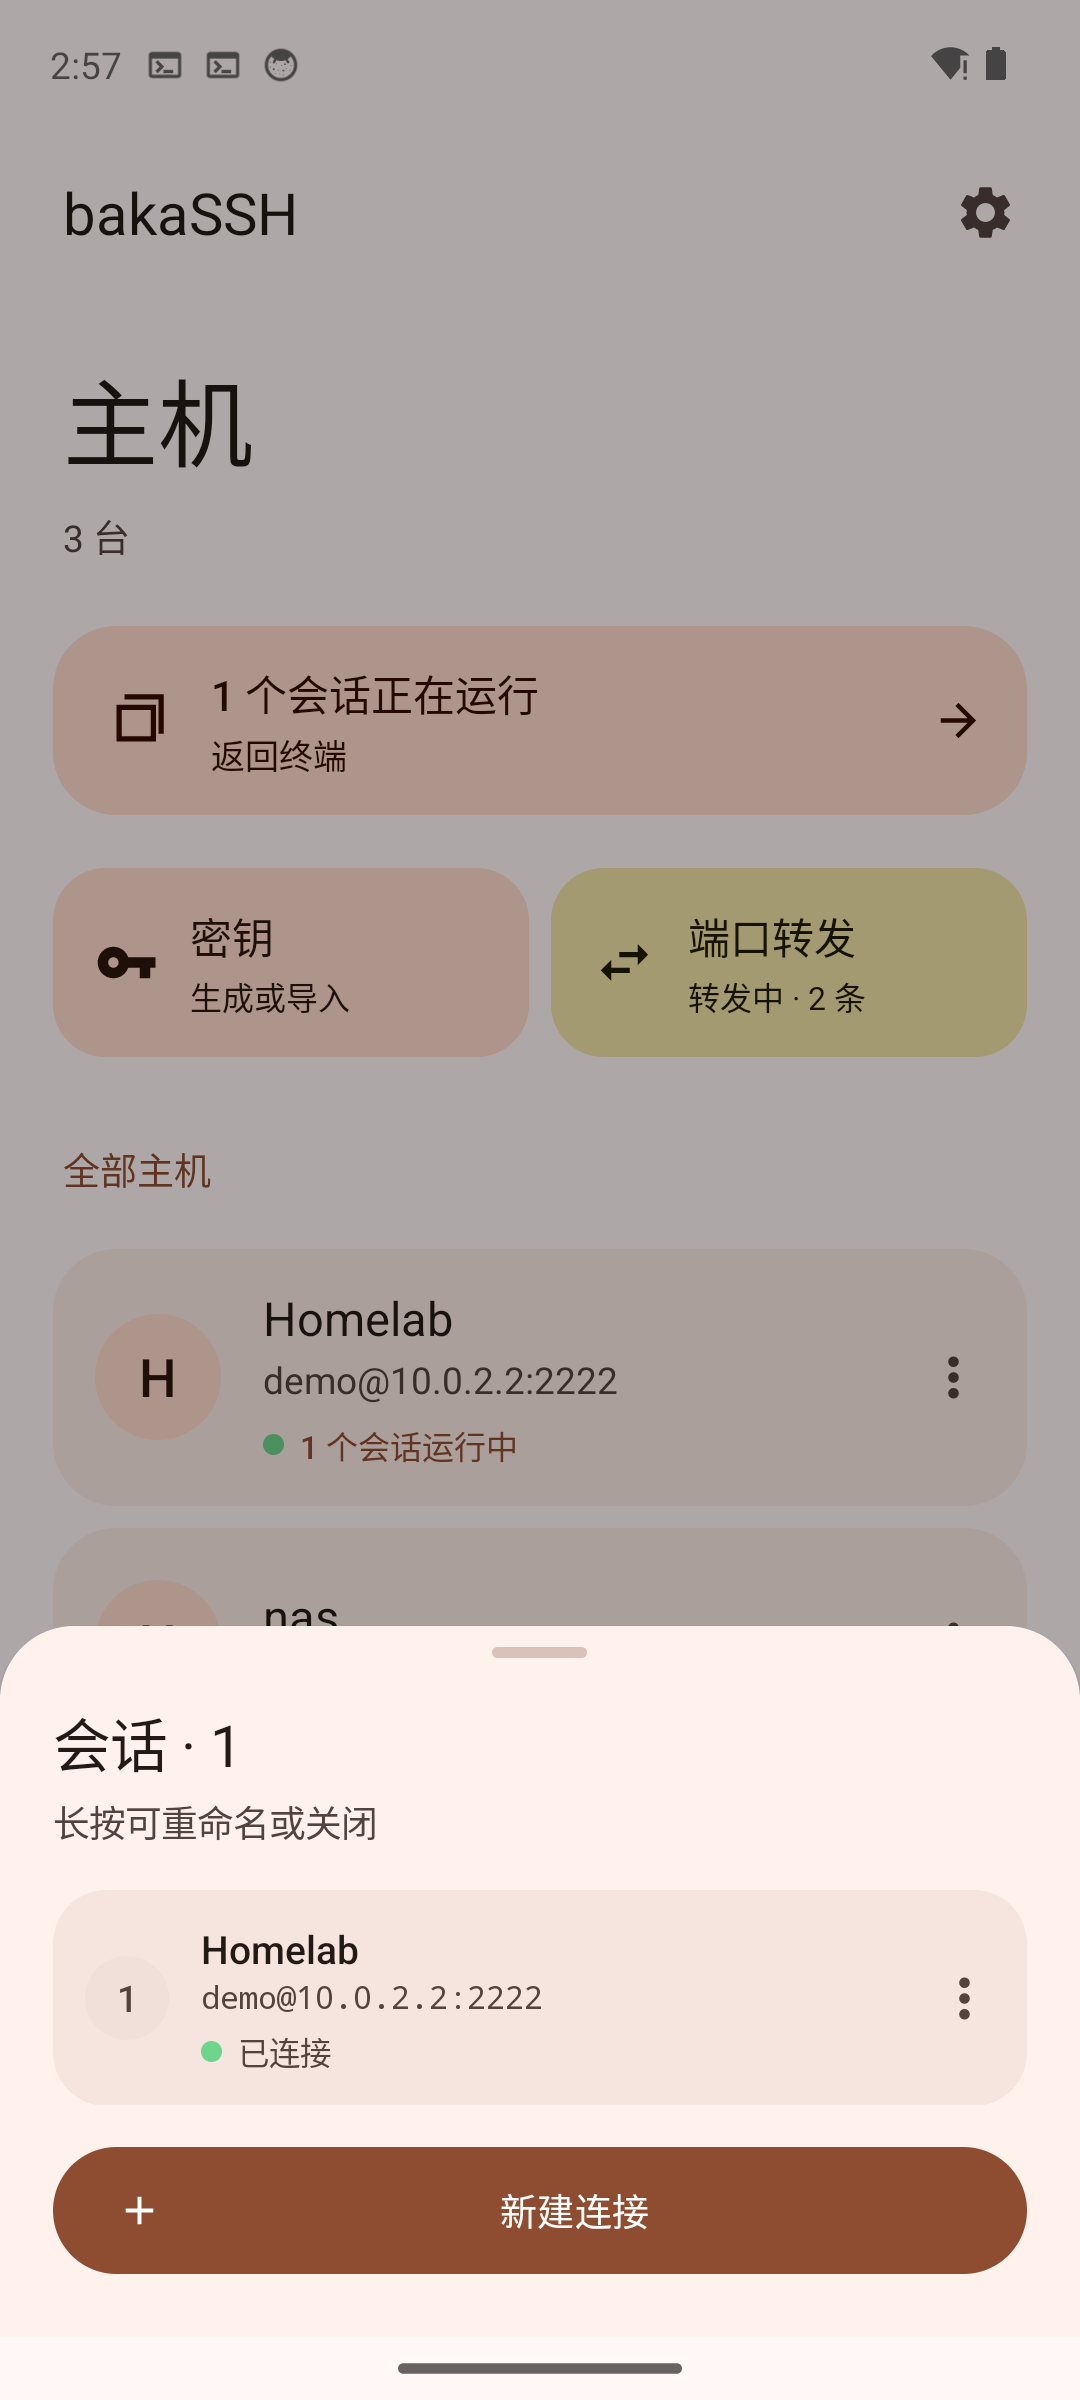 2:57
bakaSSH
主机
3 台
1 个会话正在运行
返回终端
密钥
生成或导入
端口转发
转发中 · 2 条
全部主机
H
Homelab
demo@10.0.2.2:2222
1 个会话运行中
nas
会话 · 1
长按可重命名或关闭
1
Homelab
demo@10.0.2.2:2222
已连接
新建连接